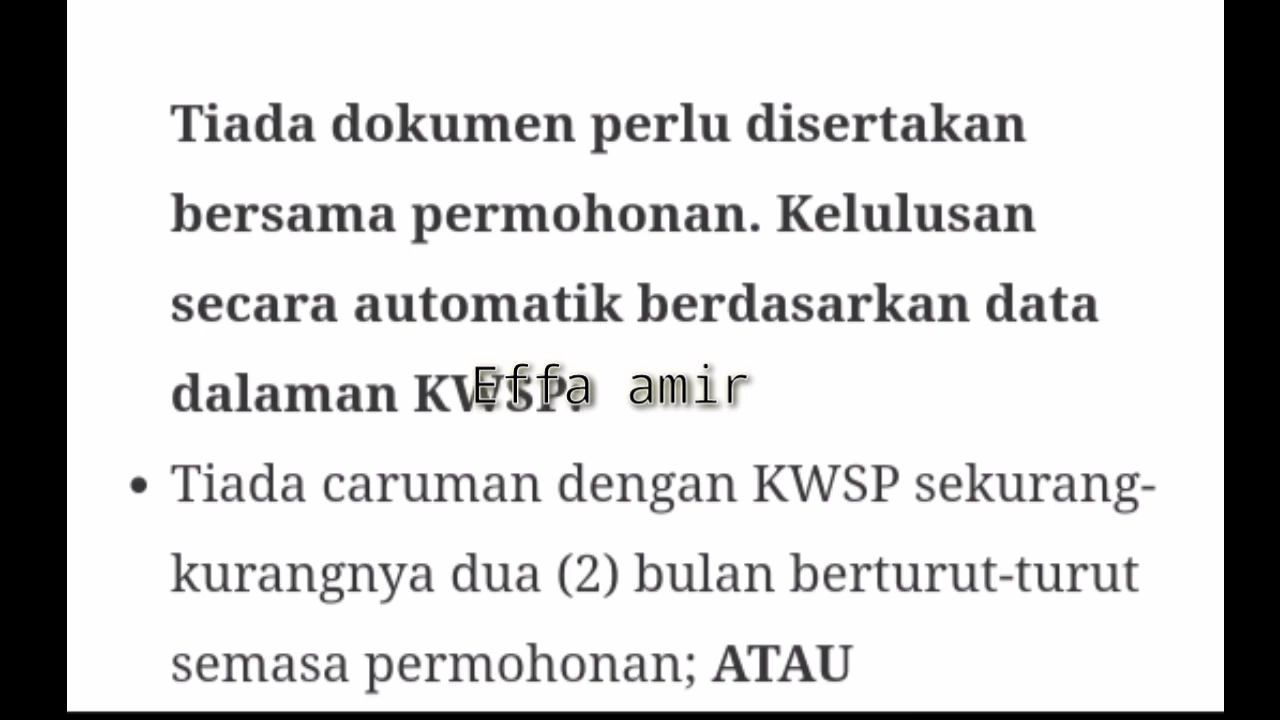 Tiada dokumen perlu disertakan
bersama permohonan. Kelulusan
secara automatik berdasarkan data
dalaman KWSP.
Effa amir
• Tiada caruman dengan KWSP sekurang-
kurangnya dua (2) bulan berturut-turut
semasa permohonan; ATAU